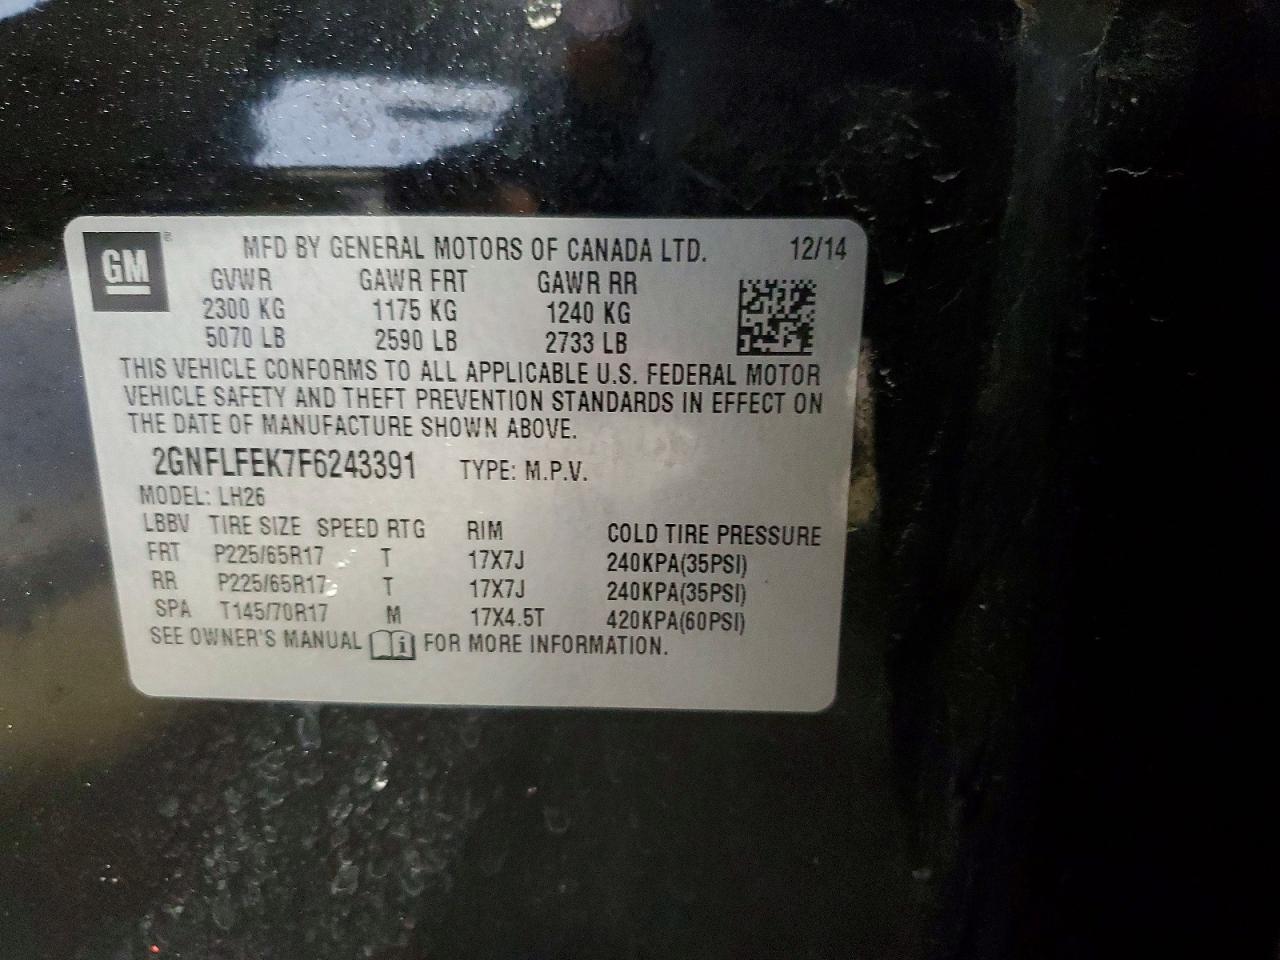 GM®
MFD BY GENERAL MOTORS OF CANADA LTD. 12/14
GVWR GAWR FRT GAWR RR
2300 KG 1175 KG 1240 KG
5070 LB 2590 LB 2733 LB
THIS VEHICLE CONFORMS TO ALL APPLICABLE U.S. FEDERAL MOTOR
VEHICLE SAFETY AND THEFT PREVENTION STANDARDS IN EFFECT ON
THE DATE OF MANUFACTURE SHOWN ABOVE.
2GNFLFEK7F6243391 TYPE: M.P.V.
MODEL: LH26
LBBV TIRE SIZE SPEED RTG RIM COLD TIRE PRESSURE
FRT P225/65R17 T 17X7J 240KPA(35PSI)
RR P225/65R17 T 17X7J 240KPA(35PSI)
SPA T145/70R17 M 17X4.5T 420KPA(60PSI)
SEE OWNER'S MANUAL FOR MORE INFORMATION.